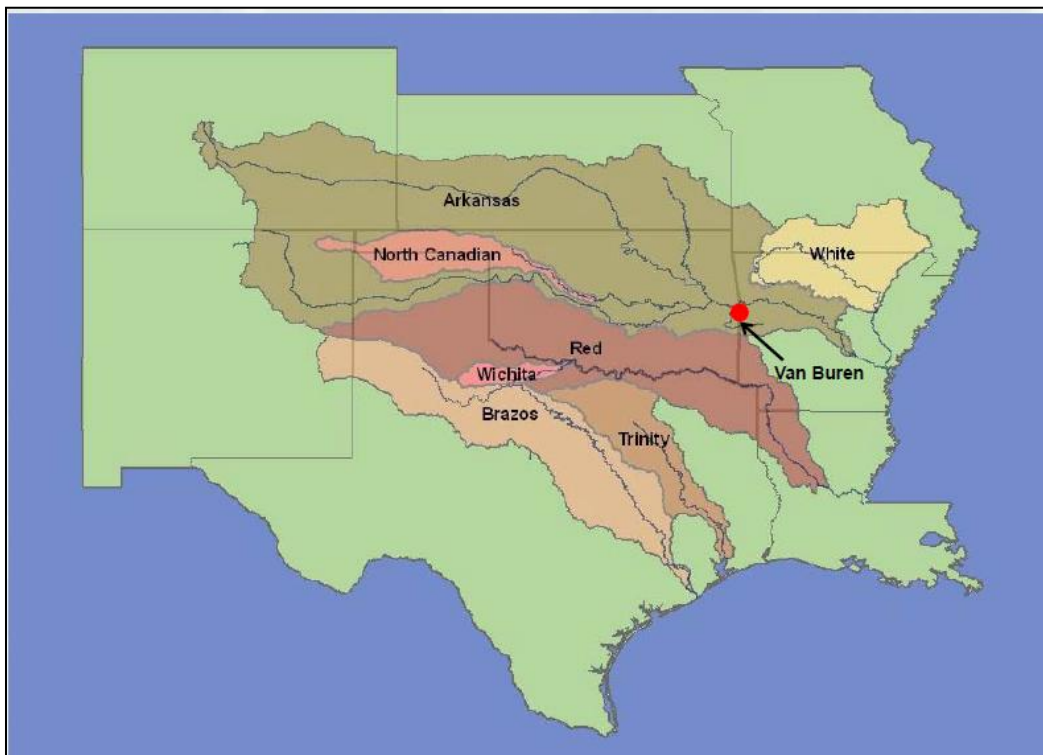 Arkansas
North Canadian
White
Red
Van Buren
Wichita
Brazos
Trinity